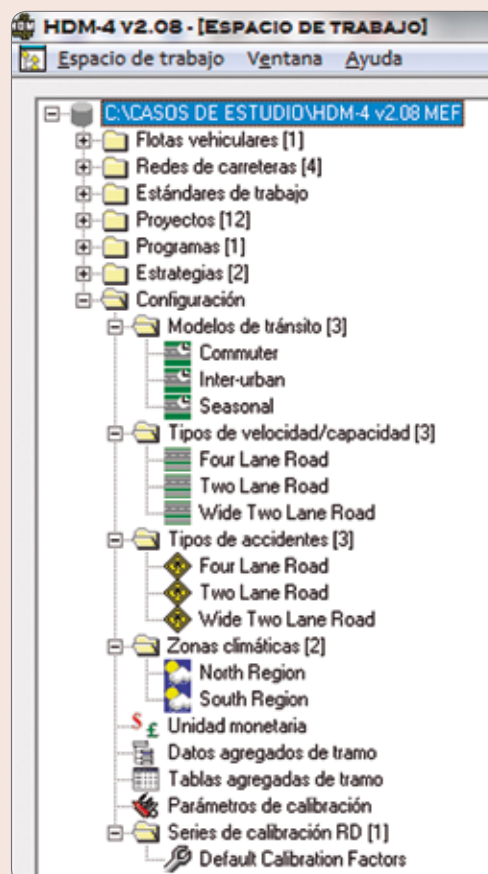 HDM-4 V2.08 - [ESPACIO DE TRABAJO]
Espacio de trabajo Ventana Ayuda
C:\CASOS DE ESTUDIO\HDM-4 v2.08 MEF
Flotas vehiculares [1]
Redes de carreteras [4]
Estándares de trabajo
Proyectos [12]
Programas [1]
Estrategias [2]
Configuración
Modelos de tránsito [3]
Commuter
Inter-urban
Seasonal
Tipos de velocidad/capacidad [3]
Four Lane Road
Two Lane Road
Wide Two Lane Road
Tipos de accidentes [3]
Four Lane Road
Two Lane Road
Wide Two Lane Road
Zonas climáticas [2]
North Region
South Region
Unidad monetaria
Datos agregados de tramo
Tablas agregadas de tramo
Parámetros de calibración
Series de calibración RD [1]
Default Calibration Factors